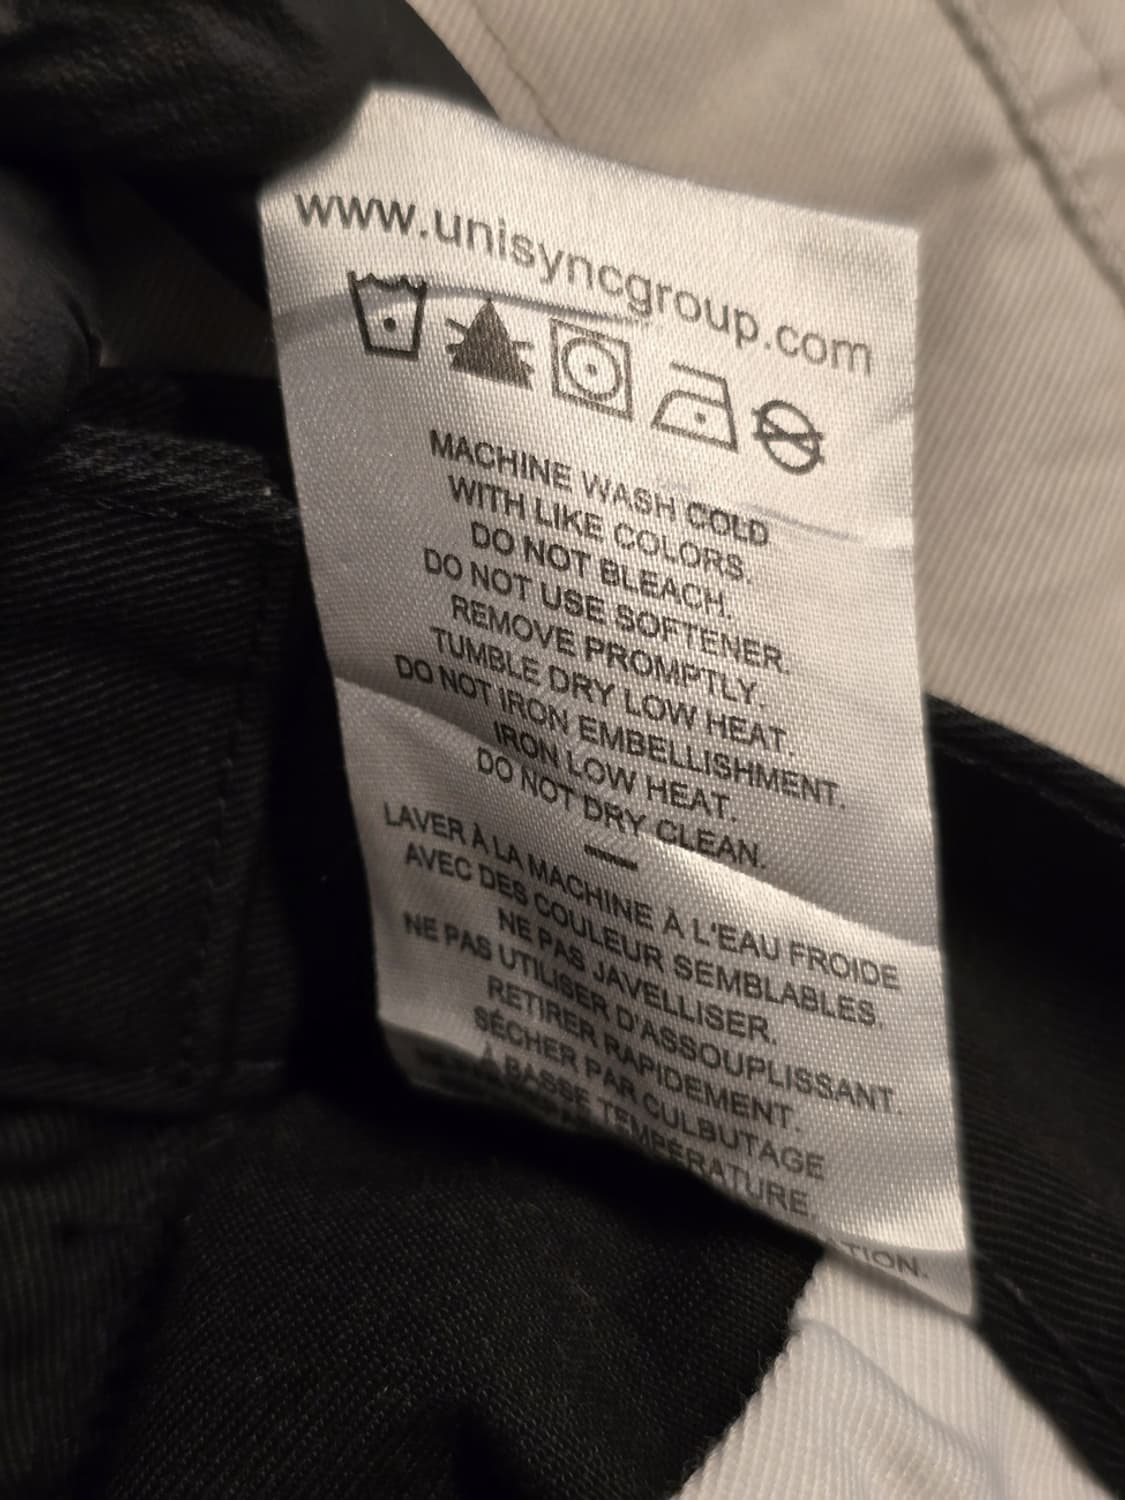 www.unisyncgroup.com
MACHINE WASH COLD
WITH LIKE COLORS.
DO NOT BLEACH.
DO NOT USE SOFTENER.
REMOVE PROMPTLY.
TUMBLE DRY LOW HEAT.
DO NOT IRON EMBELLISHMENT.
IRON LOW HEAT.
DO NOT DRY CLEAN.
—
LAVER À LA MACHINE À L'EAU FROIDE
AVEC DES COULEUR SEMBLABLES.
NE PAS JAVELLISER.
NE PAS UTILISER D'ASSOUPLISSANT.
RETIRER RAPIDEMENT.
SÉCHER PAR CULBUTAGE
À BASSE TEMPÉRATURE.